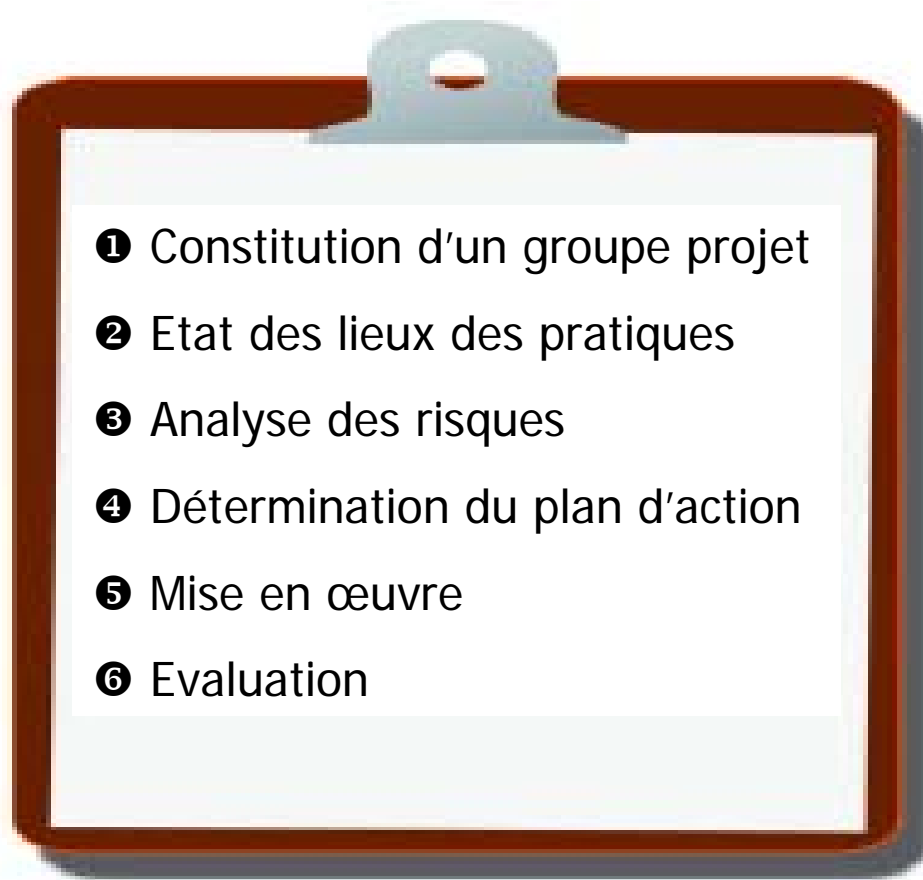 ❶ Constitution d'un groupe projet
❷ Etat des lieux des pratiques
❸ Analyse des risques
❹ Détermination du plan d'action
❺ Mise en œuvre
❻ Evaluation